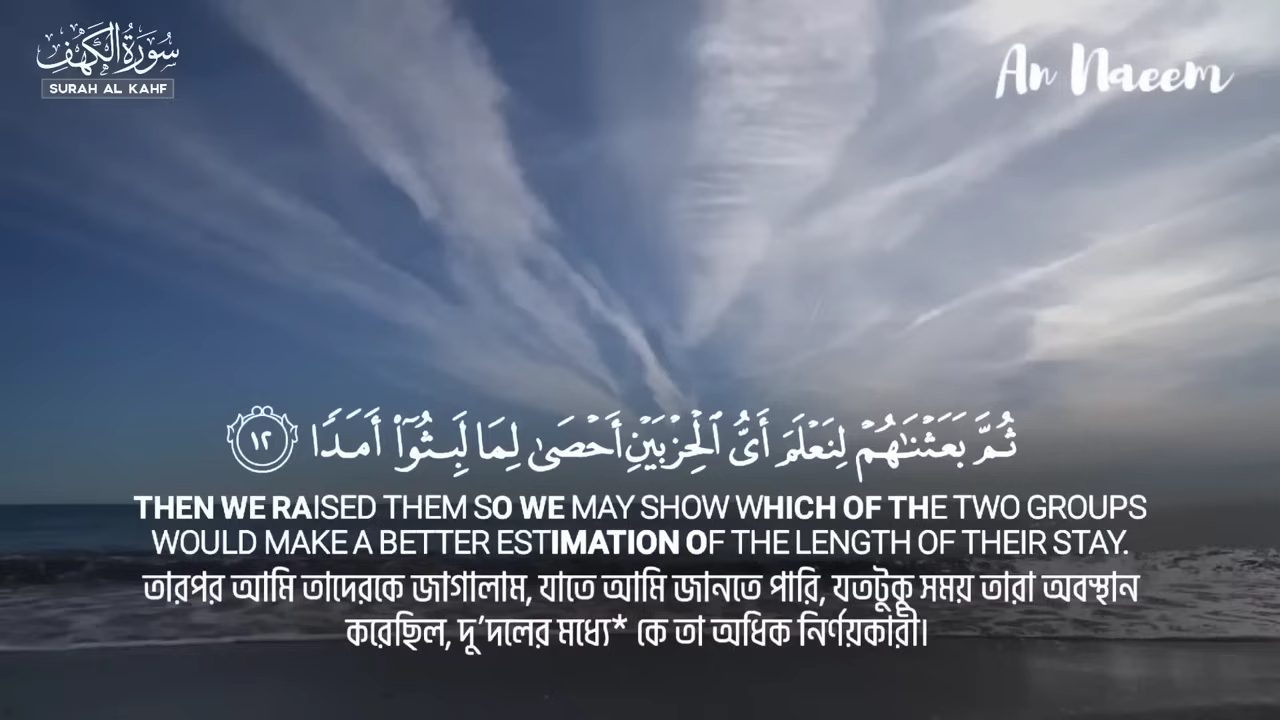 سُورَةُ الكَهْفِ
SURAH AL KAHF
An Naeem
ثُمَّ بَعَثْنَـٰهُمْ لِنَعْلَمَ أَىُّ ٱلْحِزْبَيْنِ أَحْصَىٰ لِمَا لَبِثُوٓا۟ أَمَدًا ١٢
THEN WE RAISED THEM SO WE MAY SHOW WHICH OF THE TWO GROUPS
WOULD MAKE A BETTER ESTIMATION OF THE LENGTH OF THEIR STAY.
তারপর আমি তাদেরকে জাগালাম, যাতে আমি জানতে পারি, যতটুকু সময় তারা অবস্থান
করেছিল, দু’দলের মধ্যে* কে তা অধিক নির্ণয়কারী।